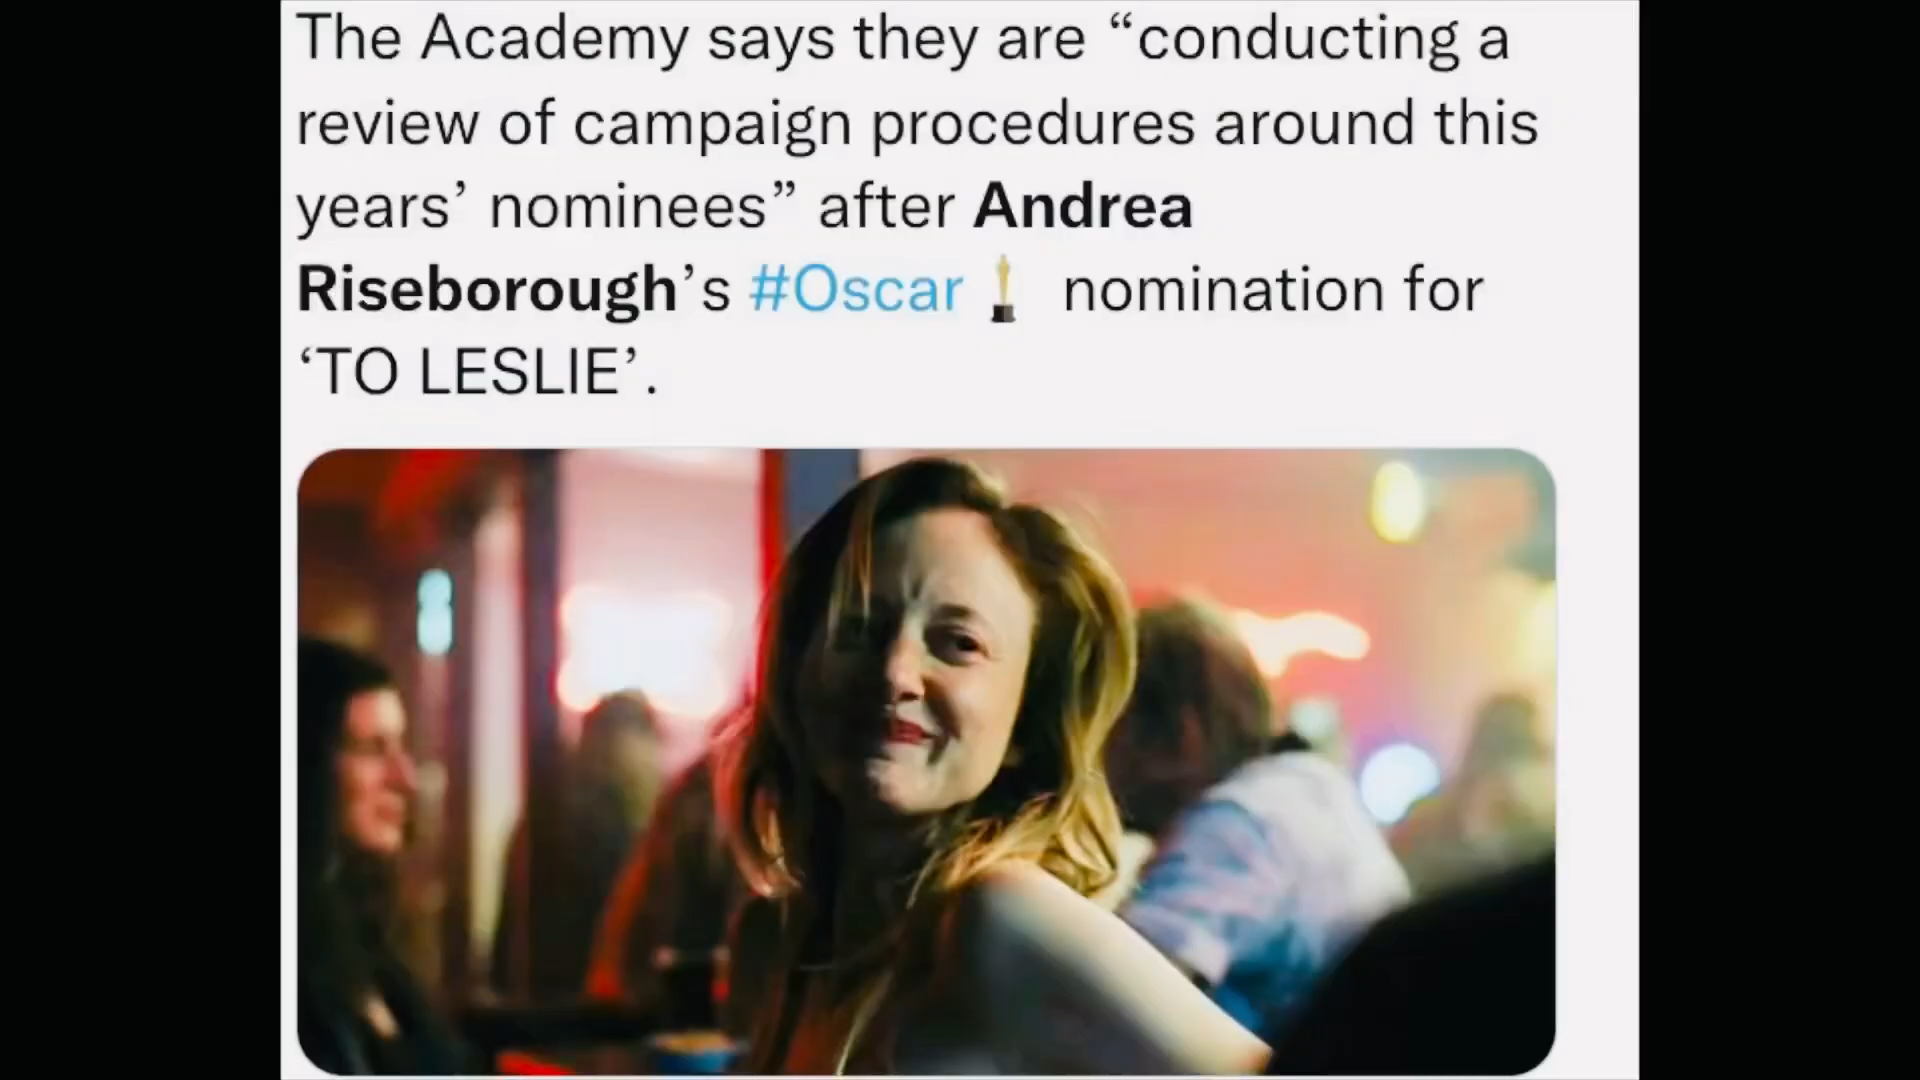 The Academy says they are “conducting a
review of campaign procedures around this
years’ nominees” after Andrea
Riseborough’s #Oscar nomination for
‘TO LESLIE’.